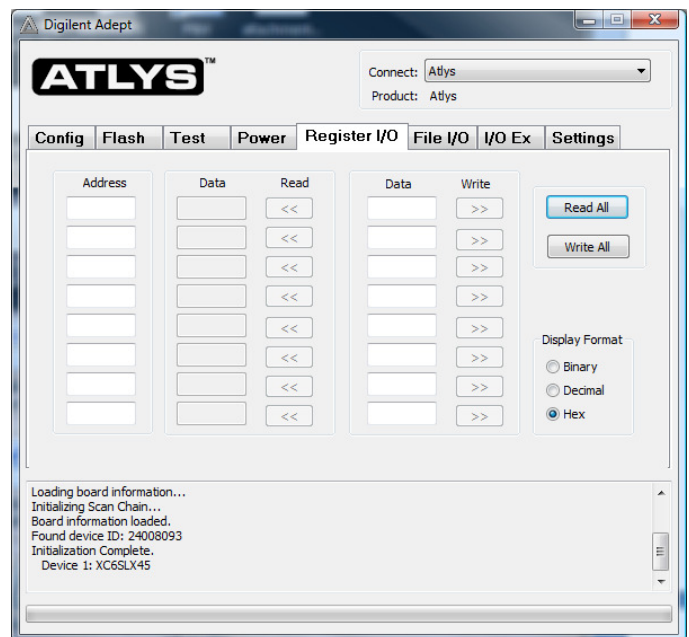 Digilent Adept
ATLYS™
Connect: Atlys
Product: Atlys
Config Flash Test Power Register I/O File I/O I/O Ex Settings
Address Data Read Data Write
<< >>
<< >>
<< >>
<< >>
<< >>
<< >>
<< >>
<< >>
Read All
Write All
Display Format
Binary
Decimal
Hex
Loading board information...
Initializing Scan Chain...
Board information loaded.
Found device ID: 24008093
Initialization Complete.
Device 1: XC6SLX45